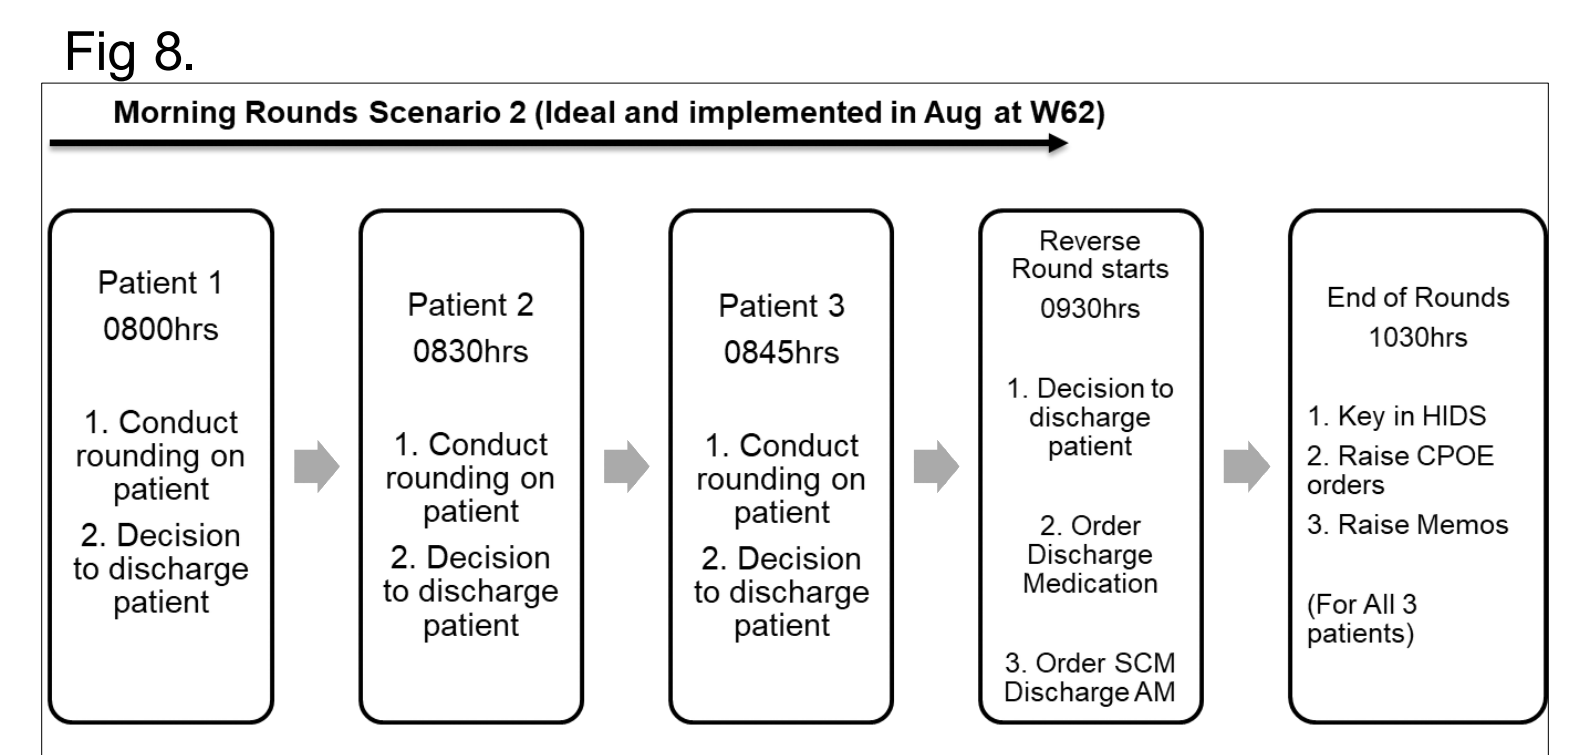 Fig 8.
Morning Rounds Scenario 2 (Ideal and implemented in Aug at W62)
Patient 1
0800hrs
1. Conduct
rounding on
patient
2. Decision
to discharge
patient
Patient 2
0830hrs
1. Conduct
rounding on
patient
2. Decision
to discharge
patient
Patient 3
0845hrs
1. Conduct
rounding on
patient
2. Decision
to discharge
patient
Reverse
Round starts
0930hrs
1. Decision to
discharge
patient
2. Order
Discharge
Medication
3. Order SCM
Discharge AM
End of Rounds
1030hrs
1. Key in HIDS
2. Raise CPOE
orders
3. Raise Memos
(For All 3
patients)